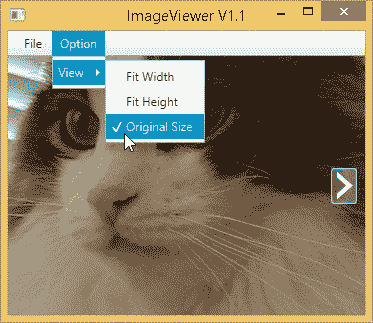 ImageViewer V1.1
File Option
View
Fit Width
Fit Height
Original Size